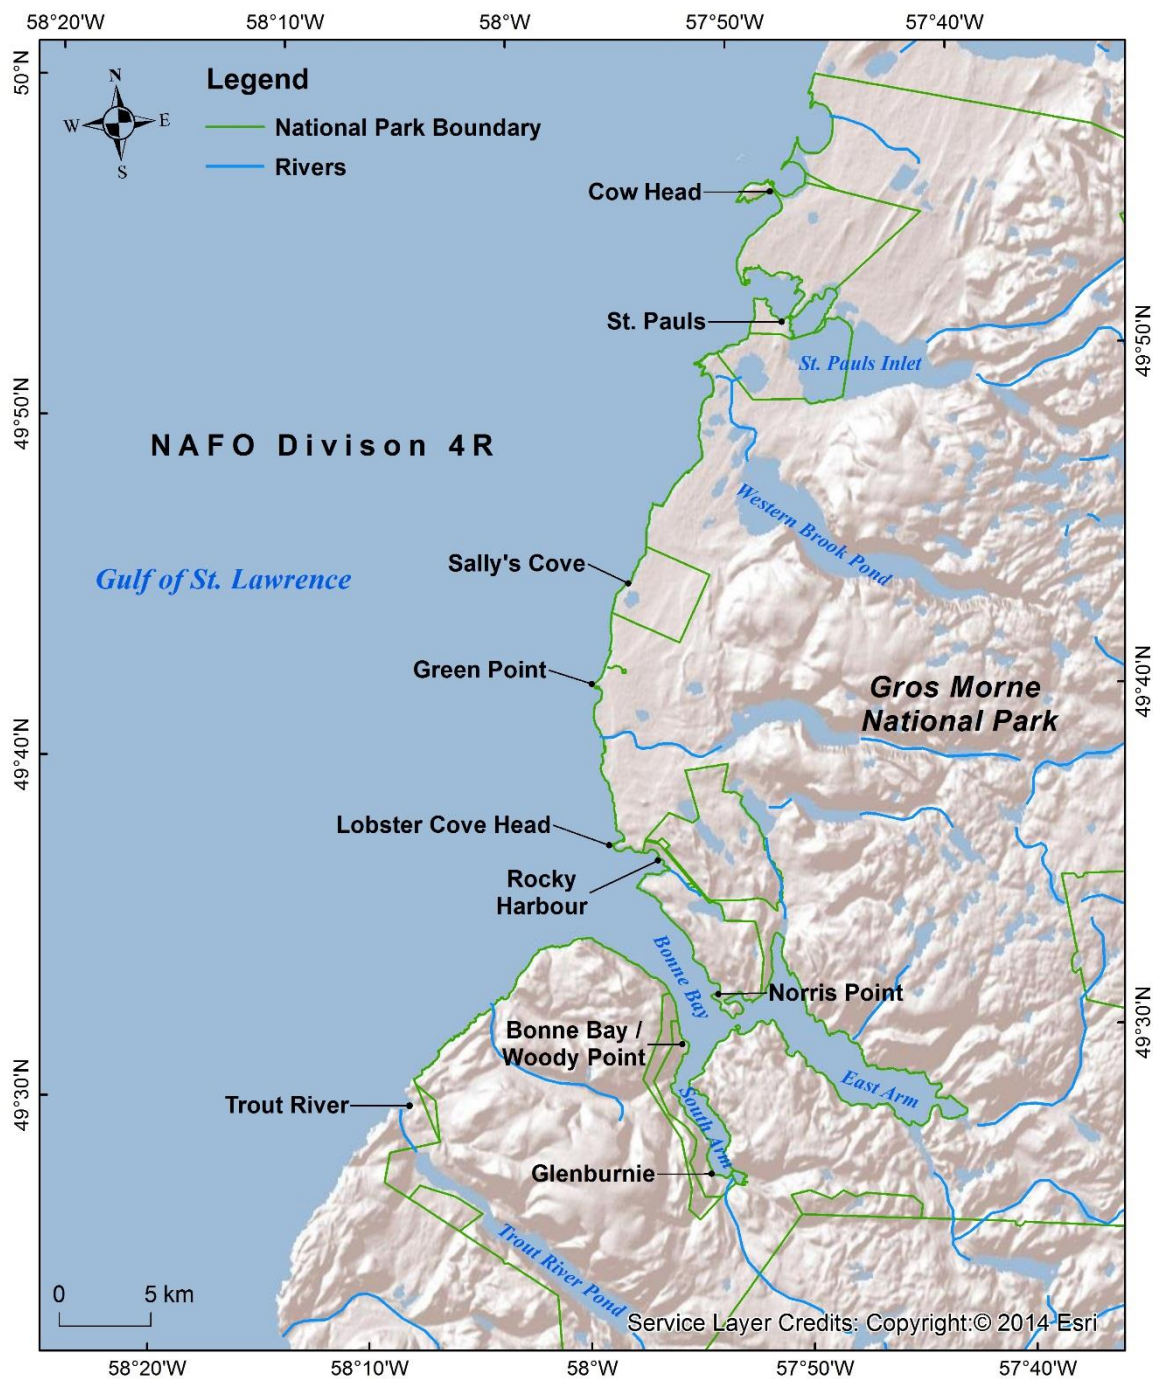 58°20'W 58°10'W 58°0' 57°50'W 57°40'W
50°N
N
W E
S
Legend
National Park Boundary
Rivers
Cow Head
St. Pauls
49°50'N
St. Pauls Inlet
49°50'N
NAFO Divison 4R
Western Brook Pond
Sally's Cove
Gulf of St. Lawrence
Green Point
49°40'N
Gros Morne
National Park
49°40'N
Lobster Cove Head
Rocky
Harbour
Bonne Bay
Norris Point
49°30'N
Bonne Bay /
Woody Point
East Arm
49°30'N
Trout River
South Arm
Glenburnie
Trout River Pond
0 5 km
Service Layer Credits: Copyright:© 2014 Esri
58°20'W 58°10'W 58°0' 57°50'W 57°40'W